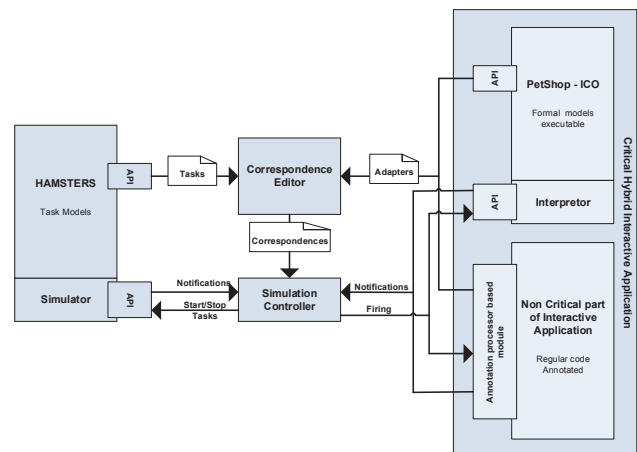 HAMSTERS
Task Models
API
Tasks
Correspondence
Editor
Adapters
API
PetShop - ICO
Formal models
executable
API
Interpretor
Correspondences
Simulator
API
Notifications
Start/Stop
Tasks
Simulation
Controller
Notifications
Firing
Annotation processor based
module
Non Critical part
of Interactive
Application
Regular code
Annotated
Critical Hybrid Interactive Application